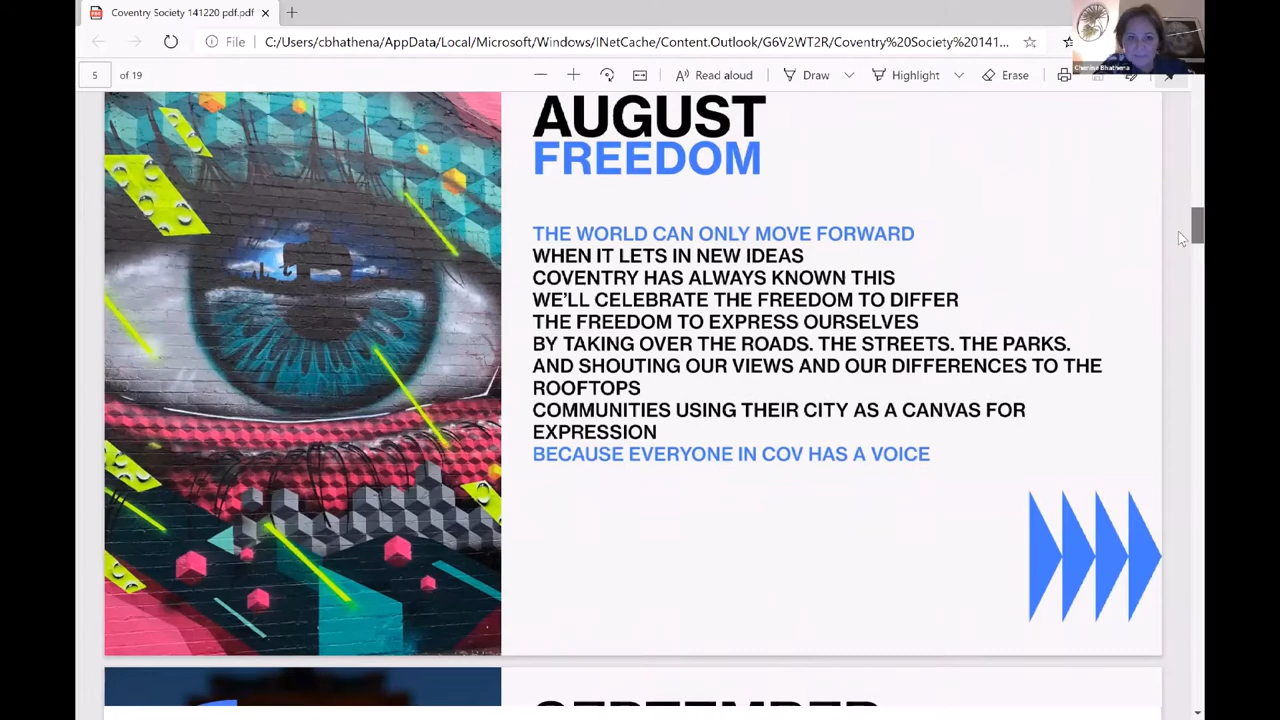 Coventry Society 141220 pdf.pdf
File
C:/Users/cbhathena/AppData/Local/Microsoft/Windows/INetCache/Content.Outlook/G6V2WT2R/Coventry%20Society%20141...
Chenine Bhathena
5
of 19
Read aloud
Draw
Highlight
Erase
AUGUST
FREEDOM
THE WORLD CAN ONLY MOVE FORWARD
WHEN IT LETS IN NEW IDEAS
COVENTRY HAS ALWAYS KNOWN THIS
WE'LL CELEBRATE THE FREEDOM TO DIFFER
THE FREEDOM TO EXPRESS OURSELVES
BY TAKING OVER THE ROADS. THE STREETS. THE PARKS.
AND SHOUTING OUR VIEWS AND OUR DIFFERENCES TO THE
ROOFTOPS
COMMUNITIES USING THEIR CITY AS A CANVAS FOR
EXPRESSION
BECAUSE EVERYONE IN COV HAS A VOICE
SEPTEMBER